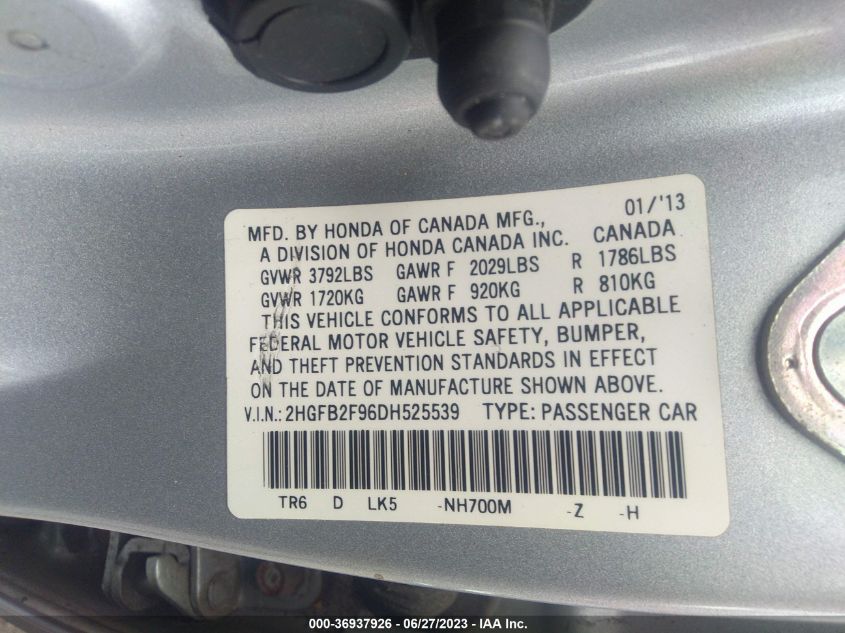 MFD. BY HONDA OF CANADA MFG., 01/'13
A DIVISION OF HONDA CANADA INC. CANADA
GVWR 3792LBS GAWR F 2029LBS R 1786LBS
GVWR 1720KG GAWR F 920KG R 810KG
THIS VEHICLE CONFORMS TO ALL APPLICABLE
FEDERAL MOTOR VEHICLE SAFETY, BUMPER,
AND THEFT PREVENTION STANDARDS IN EFFECT
ON THE DATE OF MANUFACTURE SHOWN ABOVE.
V.I.N.: 2HGFB2F96DH525539 TYPE: PASSENGER CAR
TR6 D LK5 -NH700M -Z -H
000-36937926 / 06/27/2023 - IAA Inc.